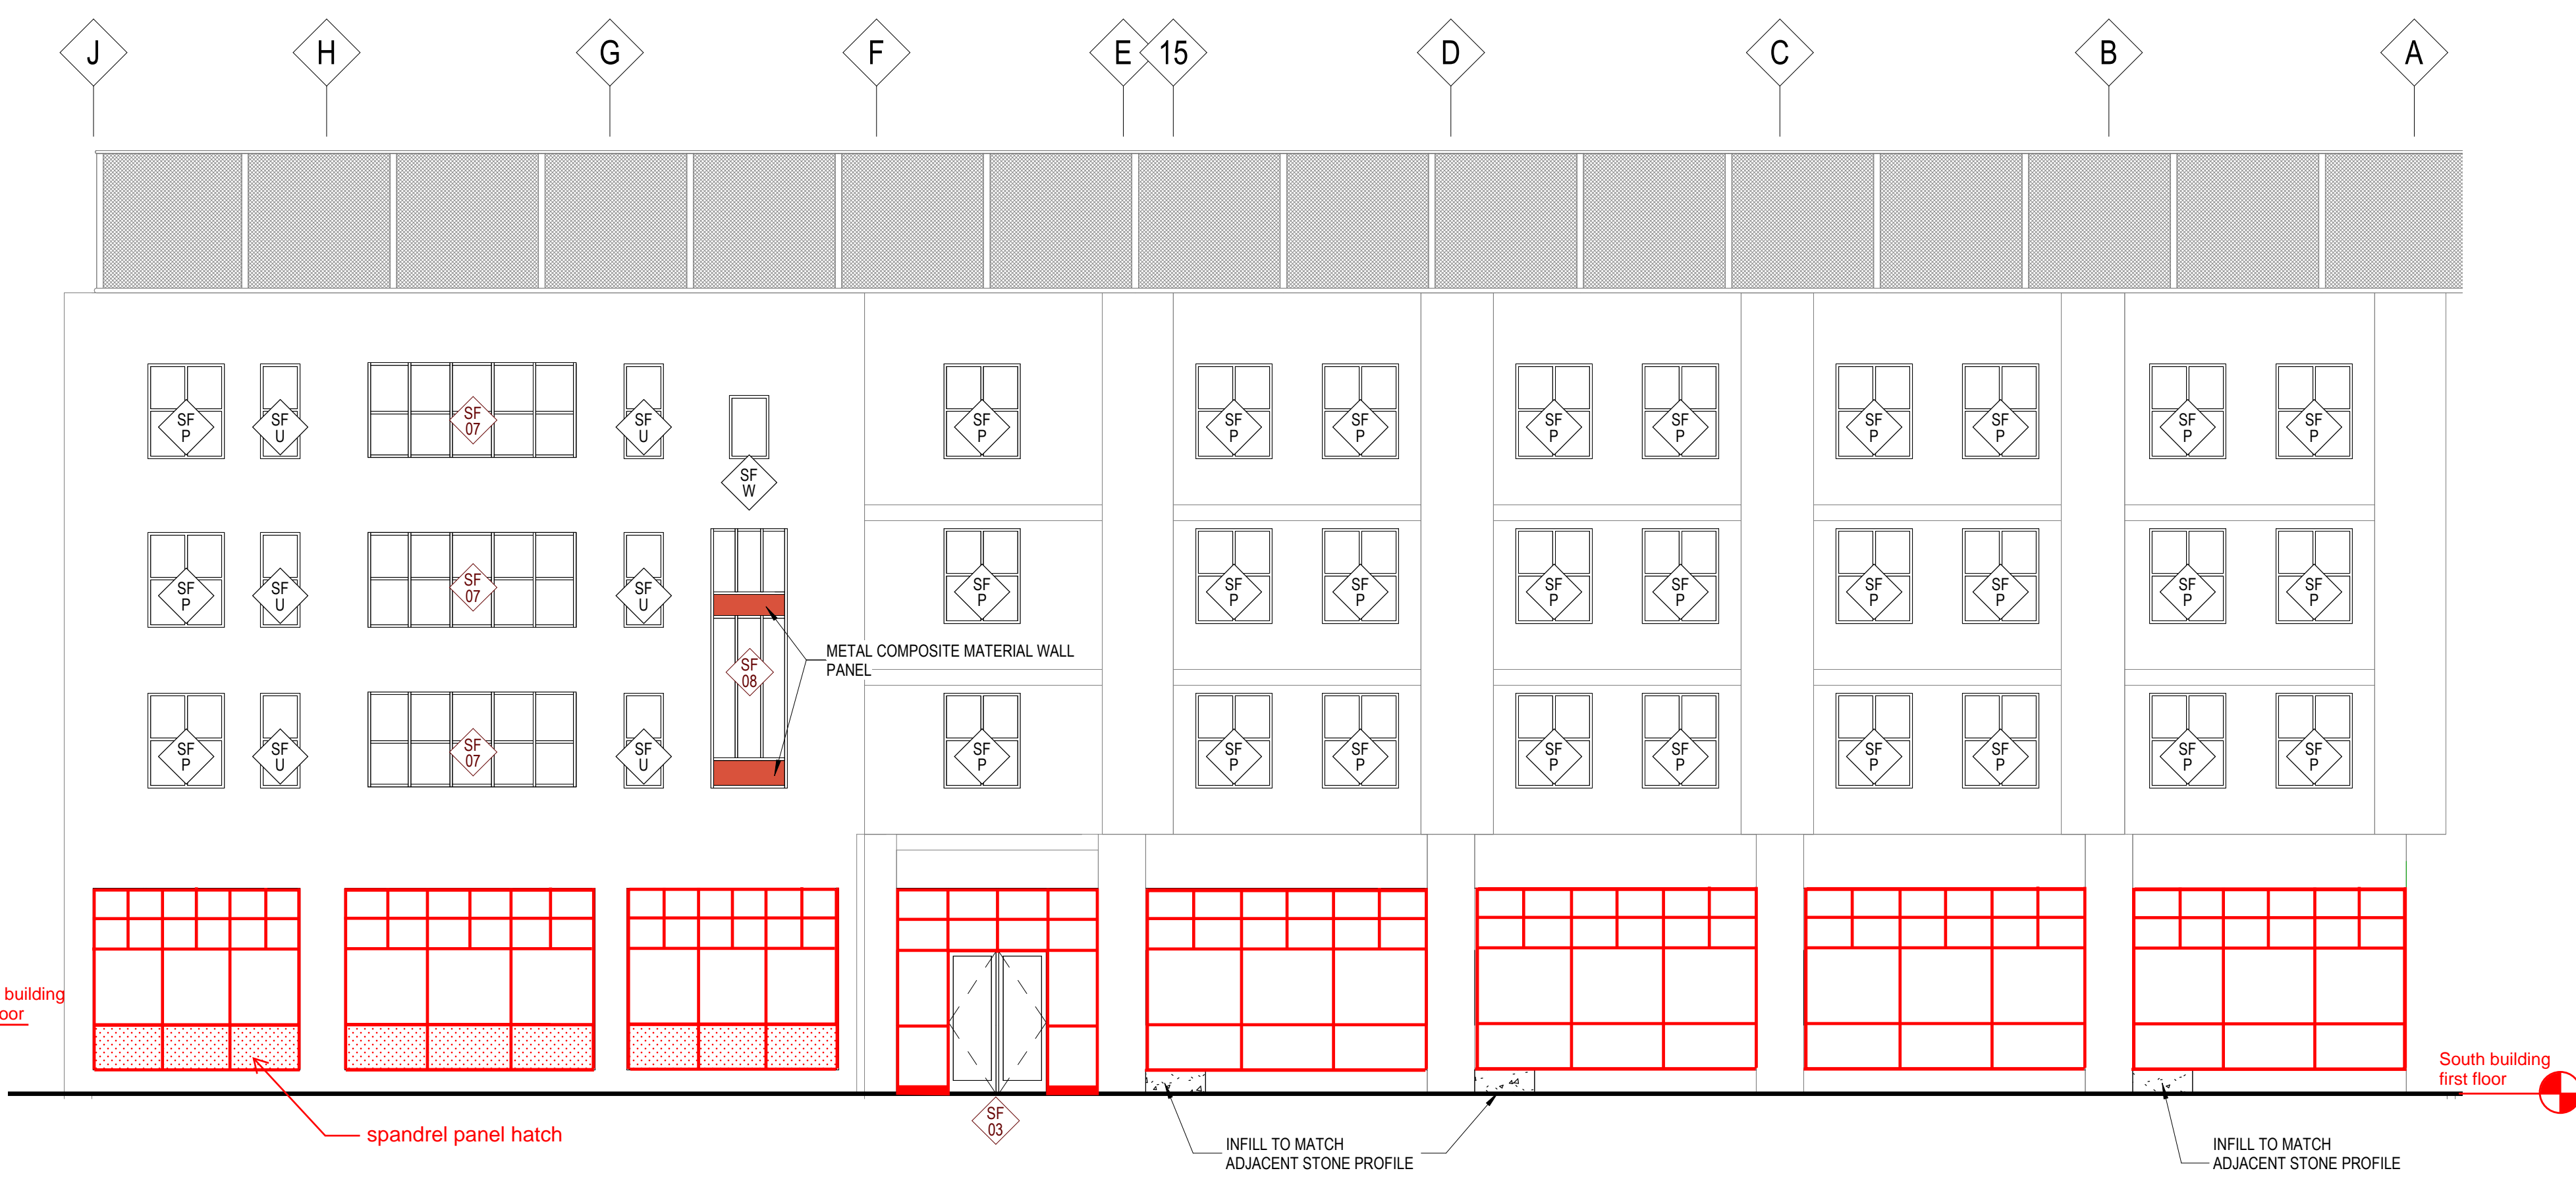 J H G F E 15 D C B A
SF SF SF SF SF SF SF SF SF SF SF SF SF
P U 07 U P P P P P P P P P
SF
W
SF SF SF SF SF SF SF SF SF SF SF SF SF
P U 07 U P P P P P P P P P
METAL COMPOSITE MATERIAL WALL
PANEL
SF
08
SF SF SF SF SF SF SF SF SF SF SF SF SF
P U 07 U P P P P P P P P P
building
oor
South building
first floor
SF
03
spandrel panel hatch
INFILL TO MATCH
ADJACENT STONE PROFILE
INFILL TO MATCH
ADJACENT STONE PROFILE